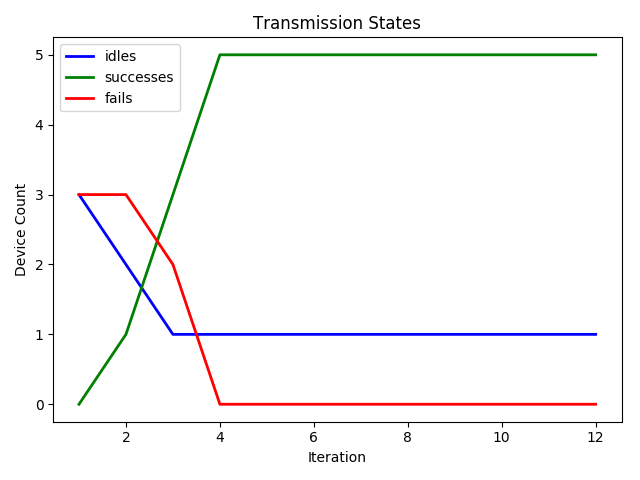 Transmission States
idles
successes
fails
Device Count
5
4
3
2
1
0
2 4 6 8 10 12
Iteration